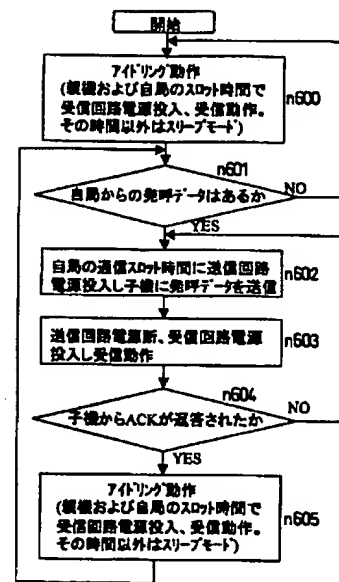 開始
アイドリング動作
(親機および自局のスロット時間で
受信回路電源投入、受信動作。
その時間以外はスリープモード)
n600
n601
自局からの発呼データはあるか
NO
YES
自局の通信スロット時間に送信回路
電源投入し子機に発呼データを送信
n602
送信回路電源断、受信回路電源
投入し受信動作
n603
n604
子機からACKが返答されたか
NO
YES
アイドリング動作
(親機および自局のスロット時間で
受信回路電源投入、受信動作。
その時間以外はスリープモード)
n605